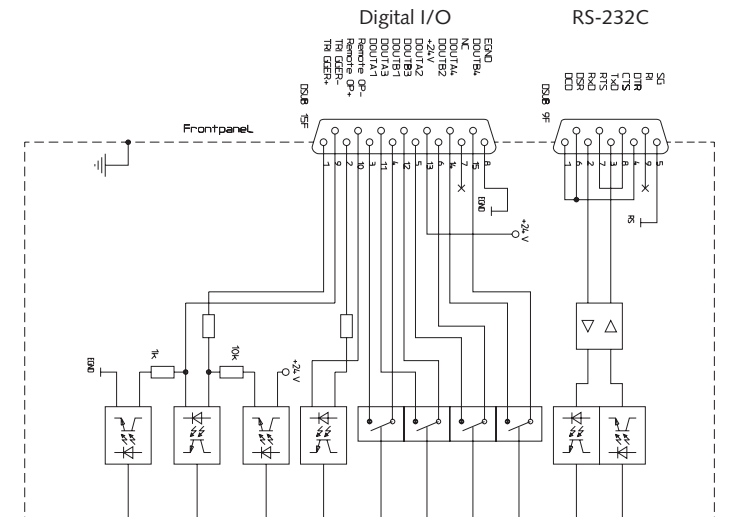 Digital I/O
RS-232C
TRIGGER+
TRIGGER-
Remote OP+
Remote OP-
DOUTA1
DOUTA3
DOUTB1
DOUTB3
DOUTA2
+24V
DOUTB2
DOUTA4
NC
DOUTB4
EGND
DCD
DSR
RxD
RTS
TxD
CTS
DTR
RI
SG
DSUB 15F
DSUB 9F
Frontpanel
1
9
2
10
3
11
4
12
5
13
6
14
7
15
8
1
6
2
7
3
8
4
9
5
EGND
RS
+24 V
EGND
1k
10k
+24 V